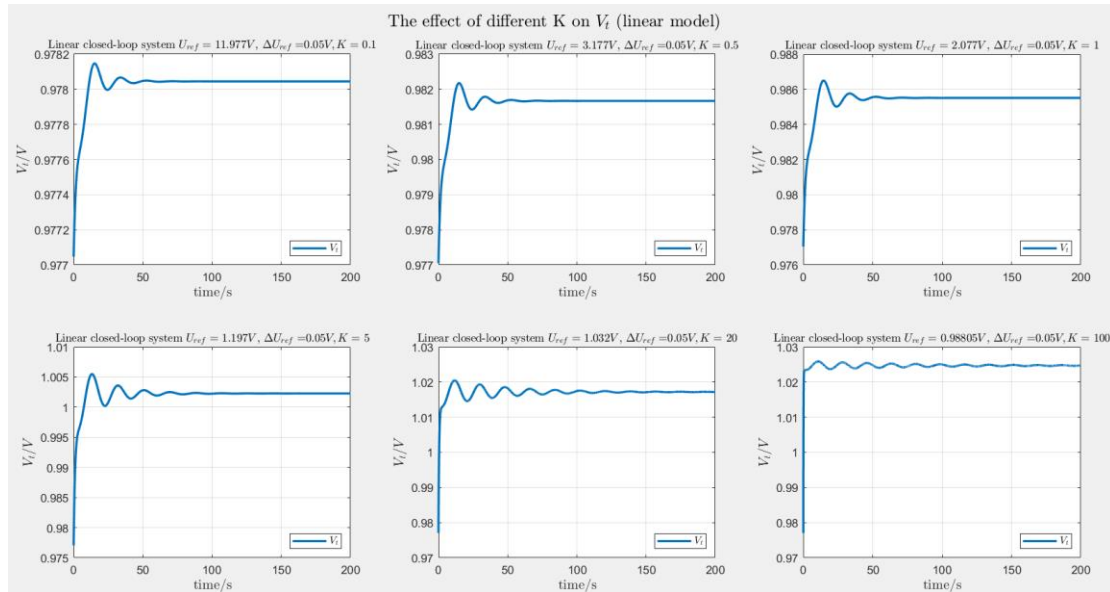 The effect of different K on V_t (linear model)
Linear closed-loop system U_ref = 11.977V, ΔU_ref =0.05V, K = 0.1
0.9782
0.978
0.9778
0.9776
0.9774
0.9772
0.977
V_t/V
V_t
0 50 100 150 200
time/s
Linear closed-loop system U_ref = 3.177V, ΔU_ref =0.05V, K = 0.5
0.983
0.982
0.981
0.98
0.979
0.978
0.977
V_t/V
V_t
0 50 100 150 200
time/s
Linear closed-loop system U_ref = 2.077V, ΔU_ref =0.05V, K = 1
0.988
0.986
0.984
0.982
0.98
0.978
0.976
V_t/V
V_t
0 50 100 150 200
time/s
Linear closed-loop system U_ref = 1.197V, ΔU_ref =0.05V, K = 5
1.01
1.005
1
0.995
0.99
0.985
0.98
0.975
V_t/V
V_t
0 50 100 150 200
time/s
Linear closed-loop system U_ref = 1.032V, ΔU_ref =0.05V, K = 20
1.03
1.02
1.01
1
0.99
0.98
0.97
V_t/V
V_t
0 50 100 150 200
time/s
Linear closed-loop system U_ref = 0.98805V, ΔU_ref =0.05V, K = 100
1.03
1.02
1.01
1
0.99
0.98
0.97
V_t/V
V_t
0 50 100 150 200
time/s